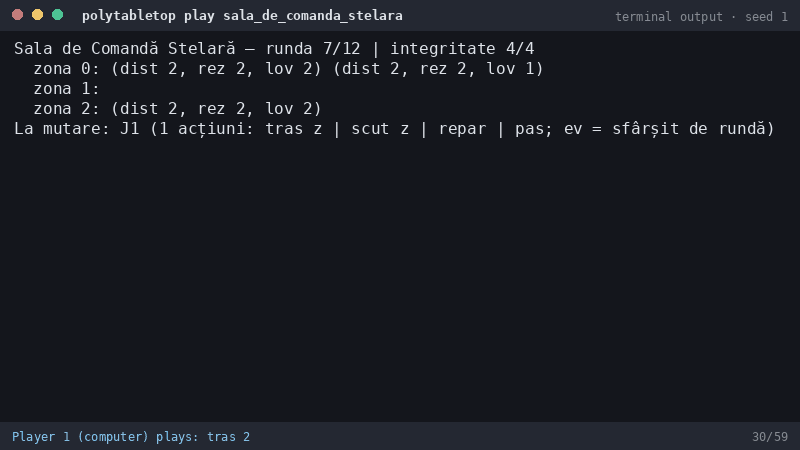 polytabletop play sala_de_comanda_stelara
terminal output · seed 1
Sala de Comandă Stelară — runda 7/12 | integritate 4/4
zona 0: (dist 2, rez 2, lov 2) (dist 2, rez 2, lov 1)
zona 1:
zona 2: (dist 2, rez 2, lov 2)
La mutare: J1 (1 acțiuni: tras z | scut z | repar | pas; ev = sfârșit de rundă)
Player 1 (computer) plays: tras 2
30/59